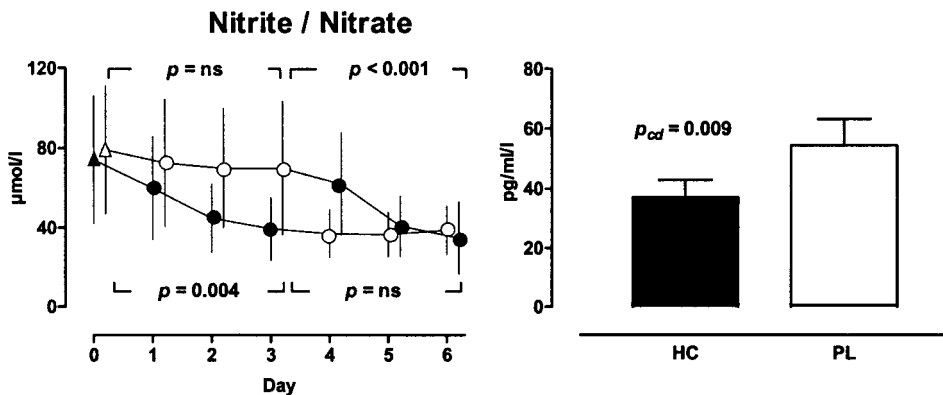 Nitrite / Nitrate
120
80
40
0
µmol/l
p = ns
p < 0.001
p = 0.004
p = ns
0 1 2 3 4 5 6
Day
80
60
40
20
0
pg/ml/l
pcd = 0.009
HC PL